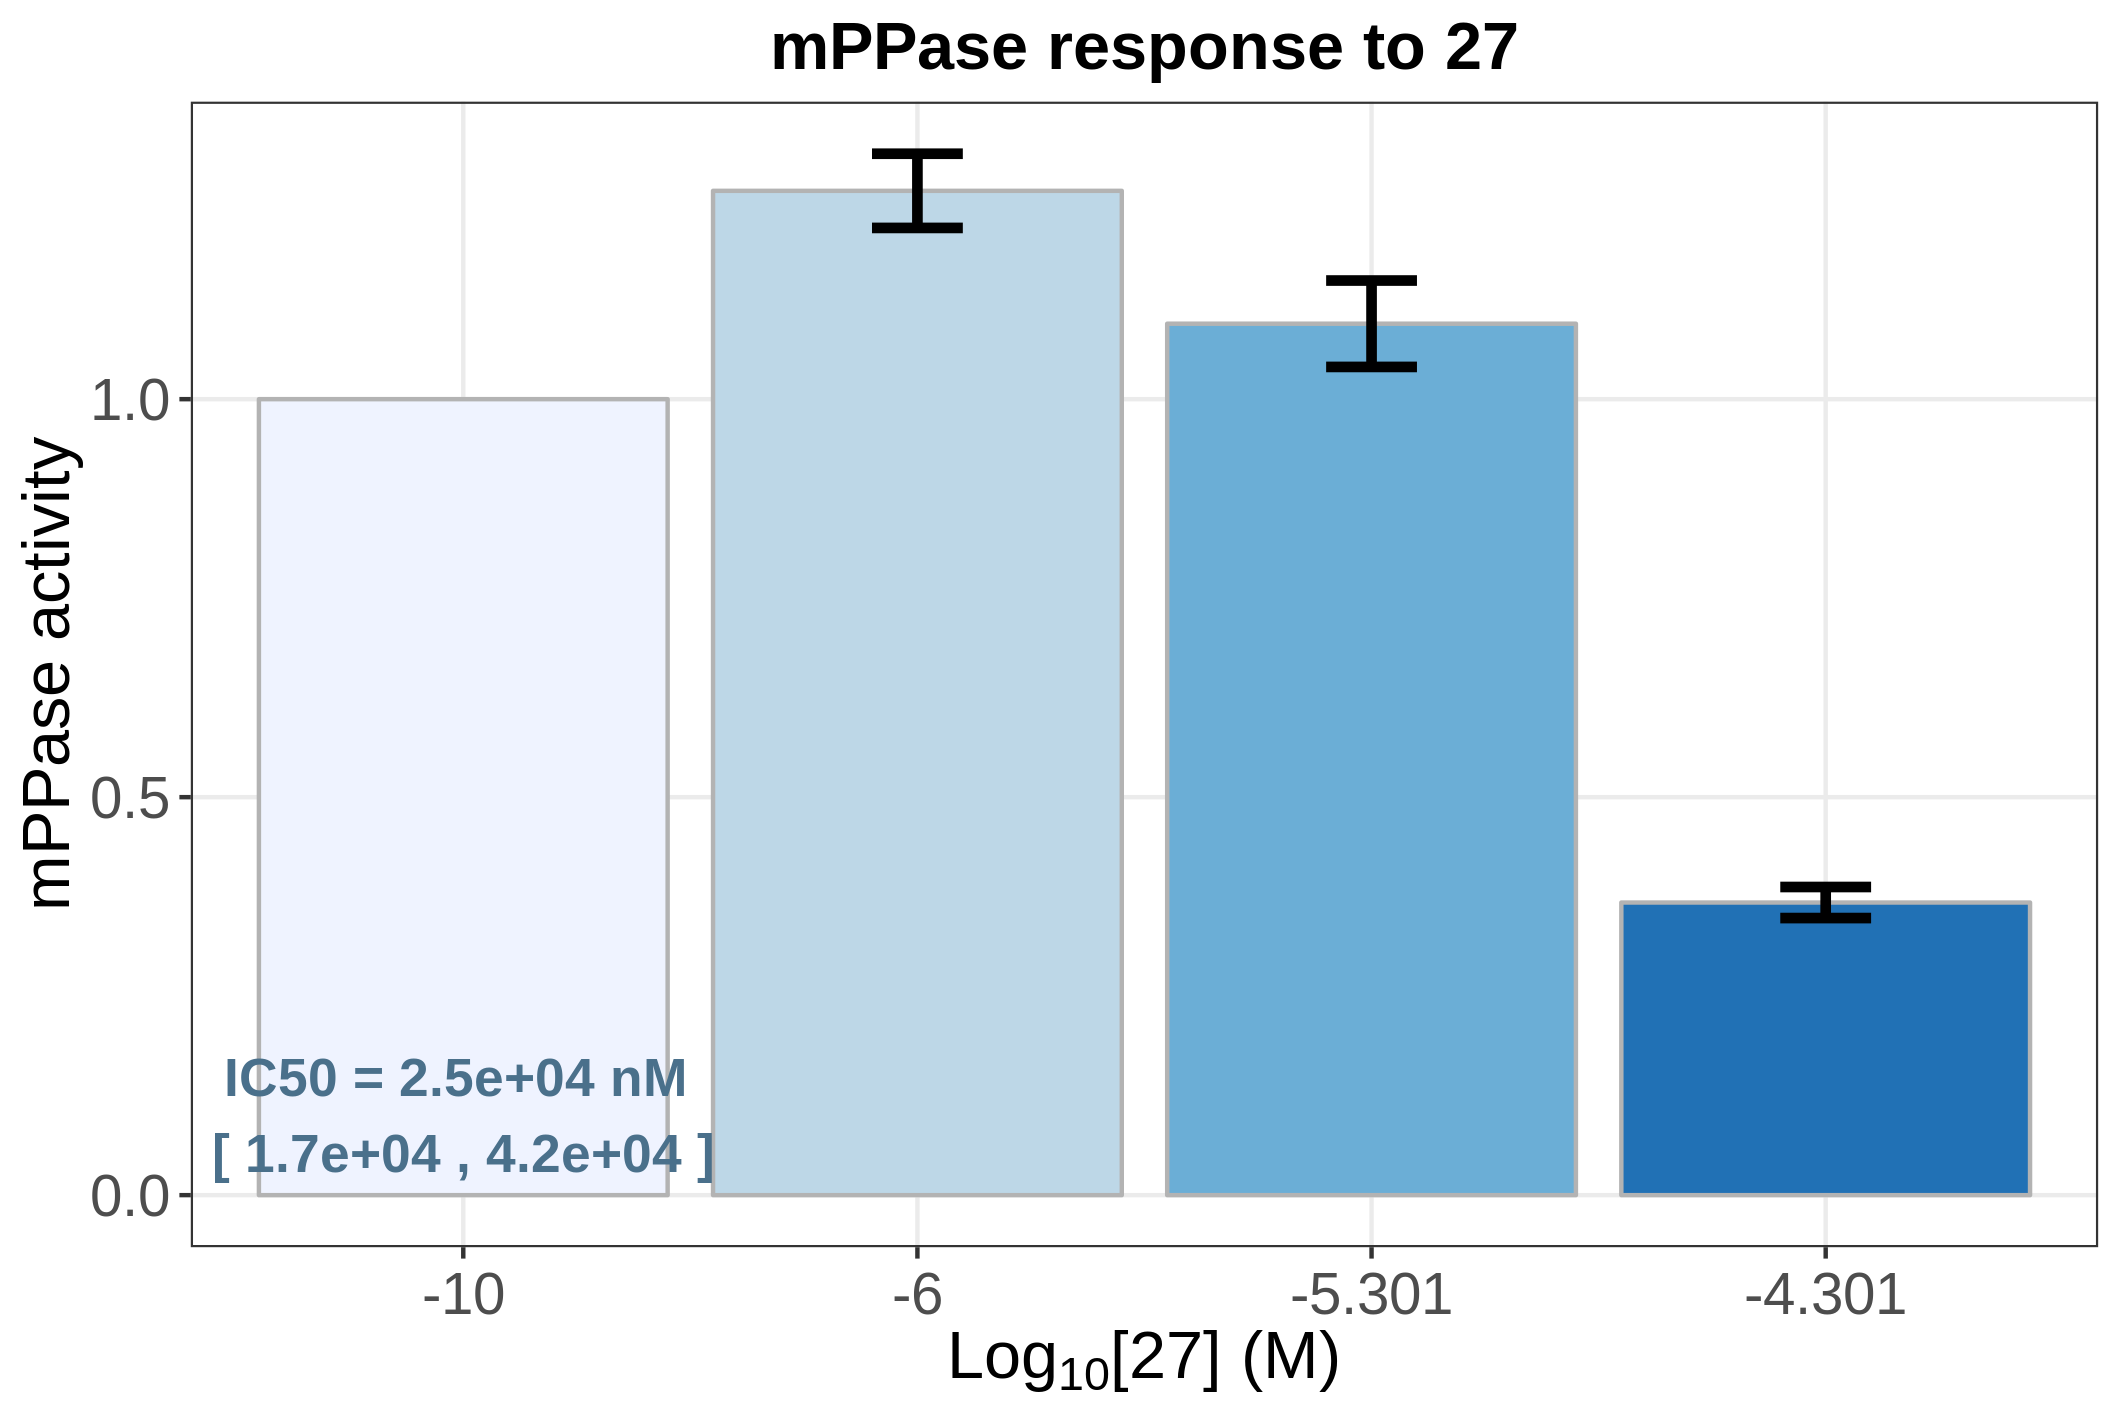 mPPase response to 27
mPPase activity
1.0
0.5
0.0
IC50 = 2.5e+04 nM
[ 1.7e+04 , 4.2e+04 ]
-10
-6
-5.301
-4.301
Log₁₀[27] (M)